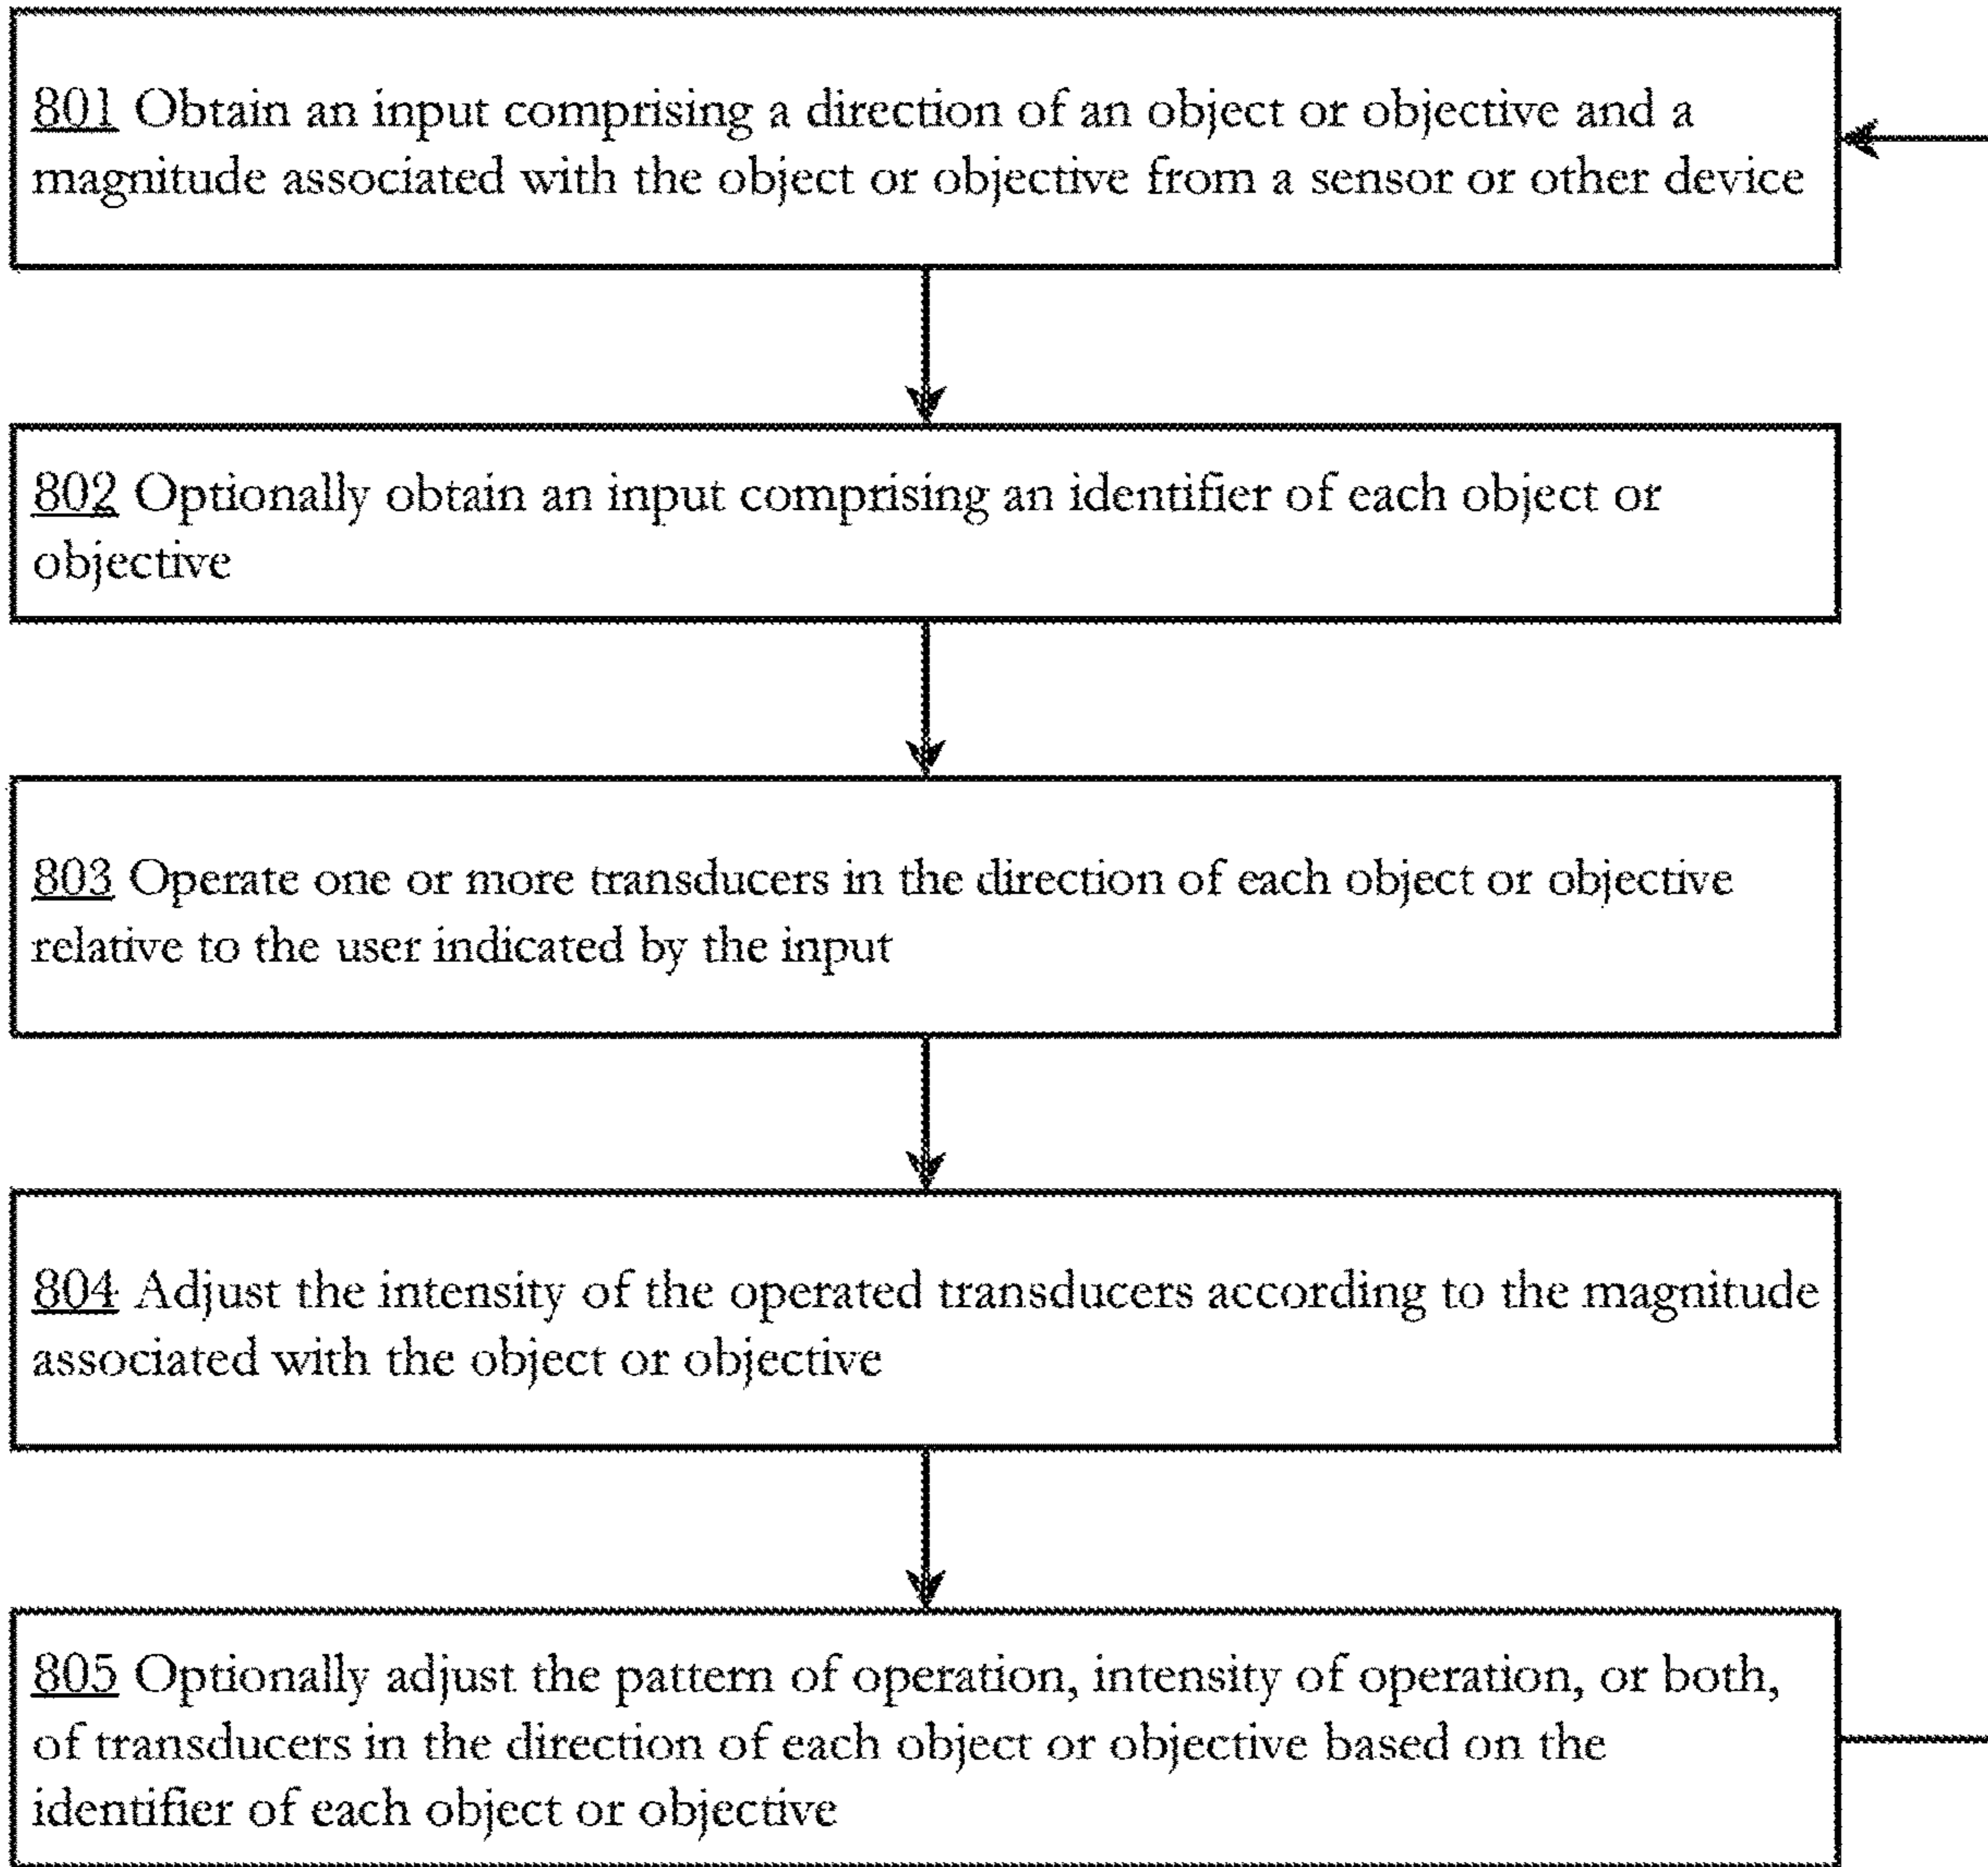 801 Obtain an input comprising a direction of an object or objective and a
magnitude associated with the object or objective from a sensor or other device
802 Optionally obtain an input comprising an identifier of each object or
objective
803 Operate one or more transducers in the direction of each object or objective
relative to the user indicated by the input
804 Adjust the intensity of the operated transducers according to the magnitude
associated with the object or objective
805 Optionally adjust the pattern of operation, intensity of operation, or both,
of transducers in the direction of each object or objective based on the
identifier of each object or objective